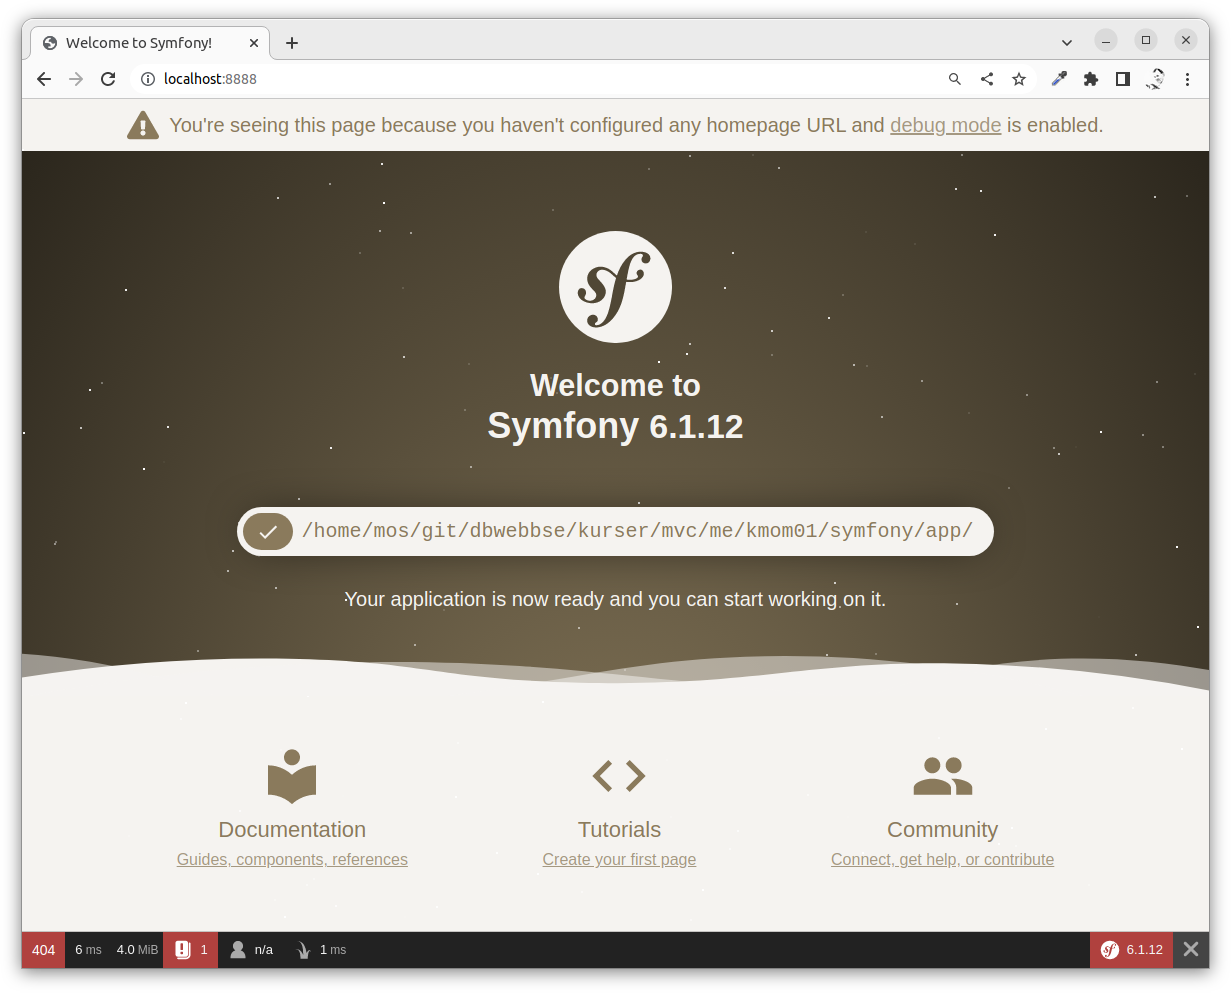 Welcome to Symfony!
localhost:8888
You're seeing this page because you haven't configured any homepage URL and debug mode is enabled.
sf
Welcome to
Symfony 6.1.12
/home/mos/git/dbwebbse/kurser/mvc/me/kmom01/symfony/app/
Your application is now ready and you can start working on it.
Documentation
Guides, components, references
Tutorials
Create your first page
Community
Connect, get help, or contribute
404 6 ms 4.0 MiB 1 n/a 1 ms sf 6.1.12